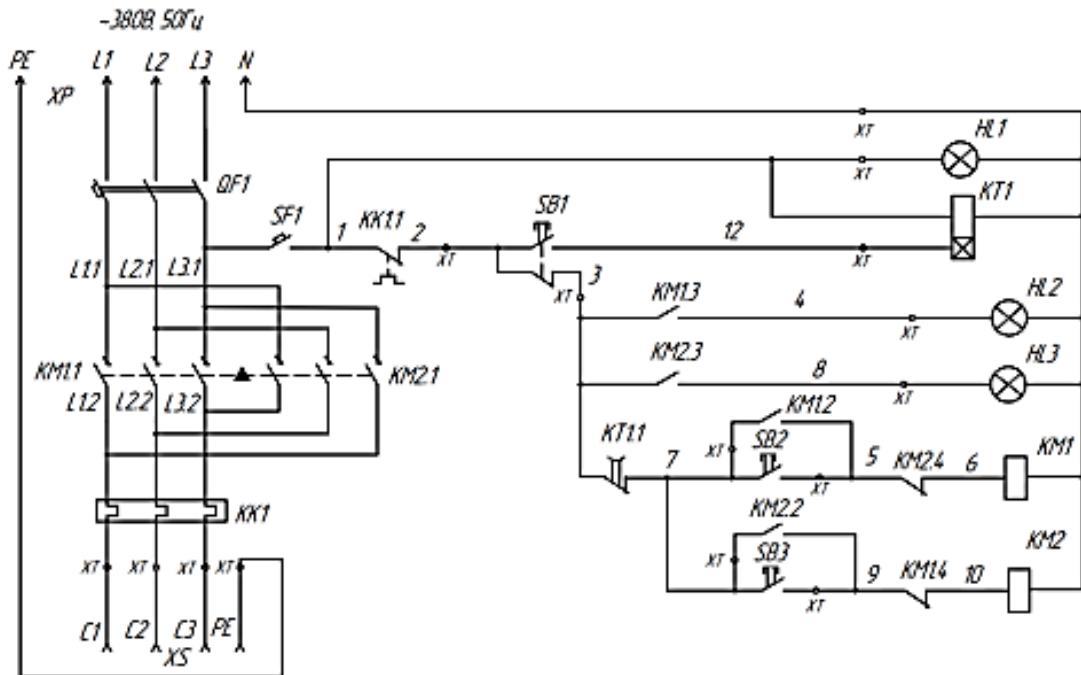 ~380В, 50Гц
PE L1 L2 L3 N
XP
XT
HL1
XT
QF1
KT1
SF1 1 KK1.1 2 SB1 12
XT XT
L1.1 L2.1 L3.1
XT 3
KM1.3 4 HL2
XT
KM1.1 KM2.1
KM2.3 8 HL3
XT
L1.2 L2.2 L3.2
KM1.2
KT1.1 7 XT SB2 5 KM2.4 6 KM1
XT
KK1
KM2.2
XT SB3 9 KM1.4 10 KM2
XT
XT XT XT XT
C1 C2 C3 PE
XS